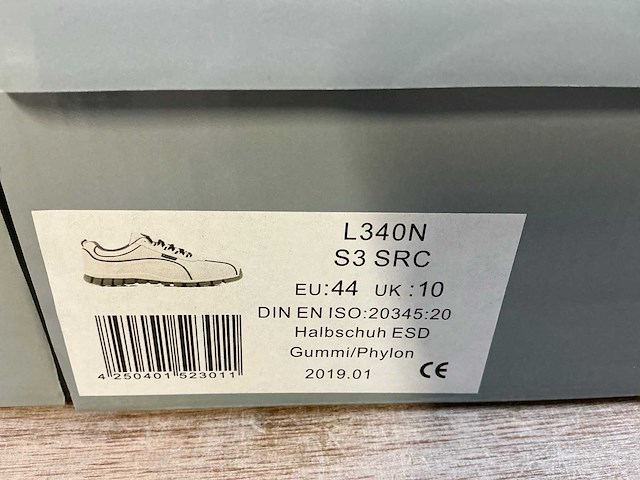 L340N
S3 SRC
EU:44 UK:10
DIN EN ISO:20345:20
Halbschuh ESD
Gummi/Phylon
2019.01 CE
4 250401 523011